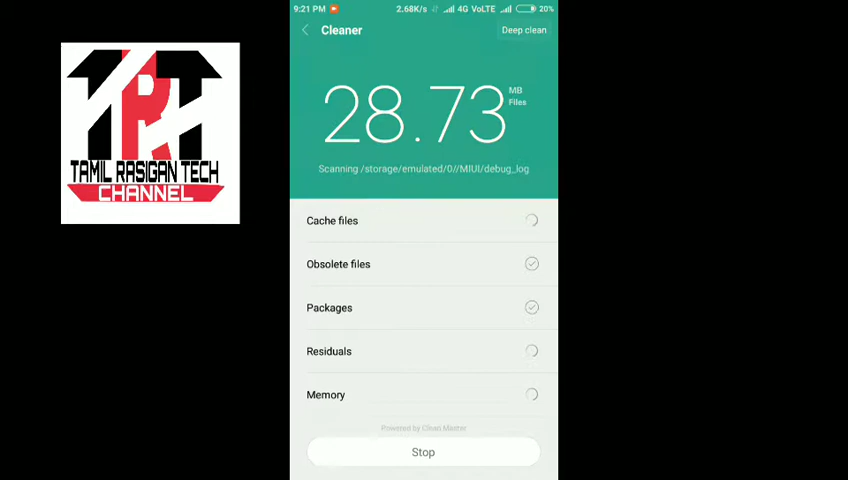 9:21 PM
2.68K/s
4G VoLTE
20%
Cleaner
Deep clean
28.73
MB
Files
Scanning /storage/emulated/0//MIUI/debug_log
TRT
TAMIL RASIGAN TECH
CHANNEL
Cache files
Obsolete files
Packages
Residuals
Memory
Powered by Clean Master
Stop